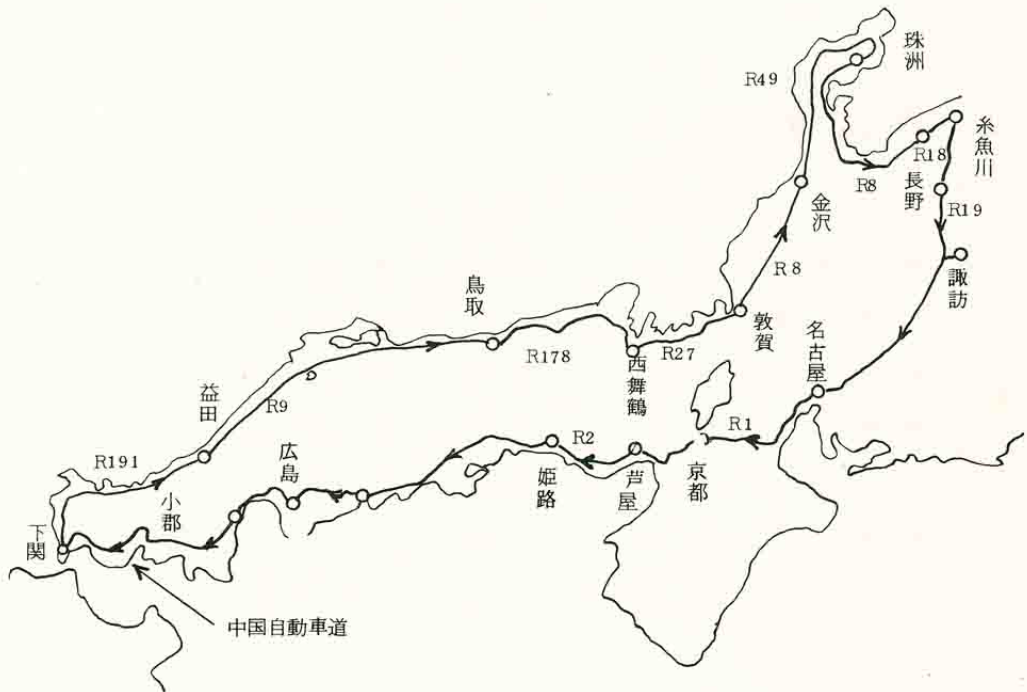 珠洲
R49
糸魚川
R18
R8
長野
R19
金沢
諏訪
R8
鳥取
敦賀
名古屋
R178
R27
西舞鶴
益田
R9
R1
R2
広島
京都
芦屋
姫路
R191
小郡
下関
中国自動車道